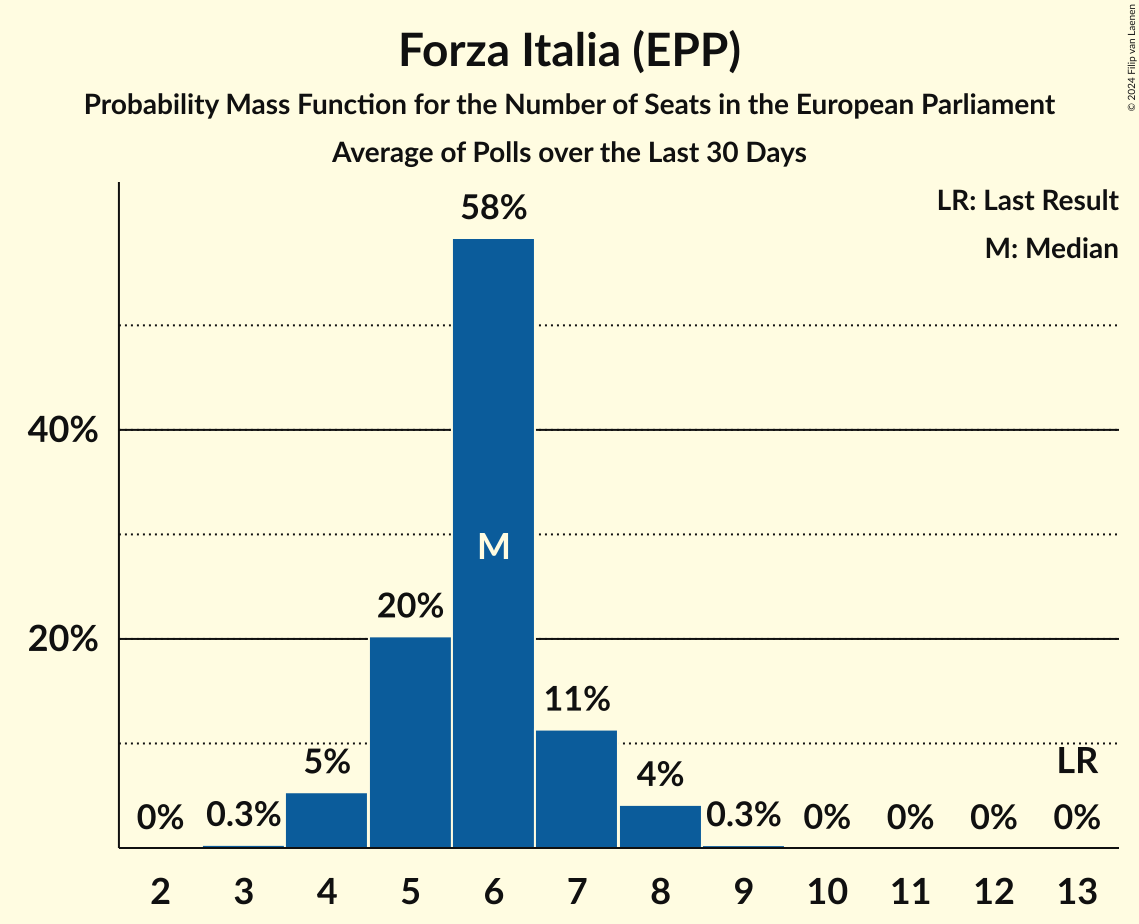 Forza Italia (EPP)
Probability Mass Function for the Number of Seats in the European Parliament
Average of Polls over the Last 30 Days
© 2024 Filip van Laenen
LR: Last Result
M: Median
58%
40%
M
20%
20%
11%
5%
4%
LR
0%
0.3%
0.3%
0%
0%
0%
0%
2 3 4 5 6 7 8 9 10 11 12 13